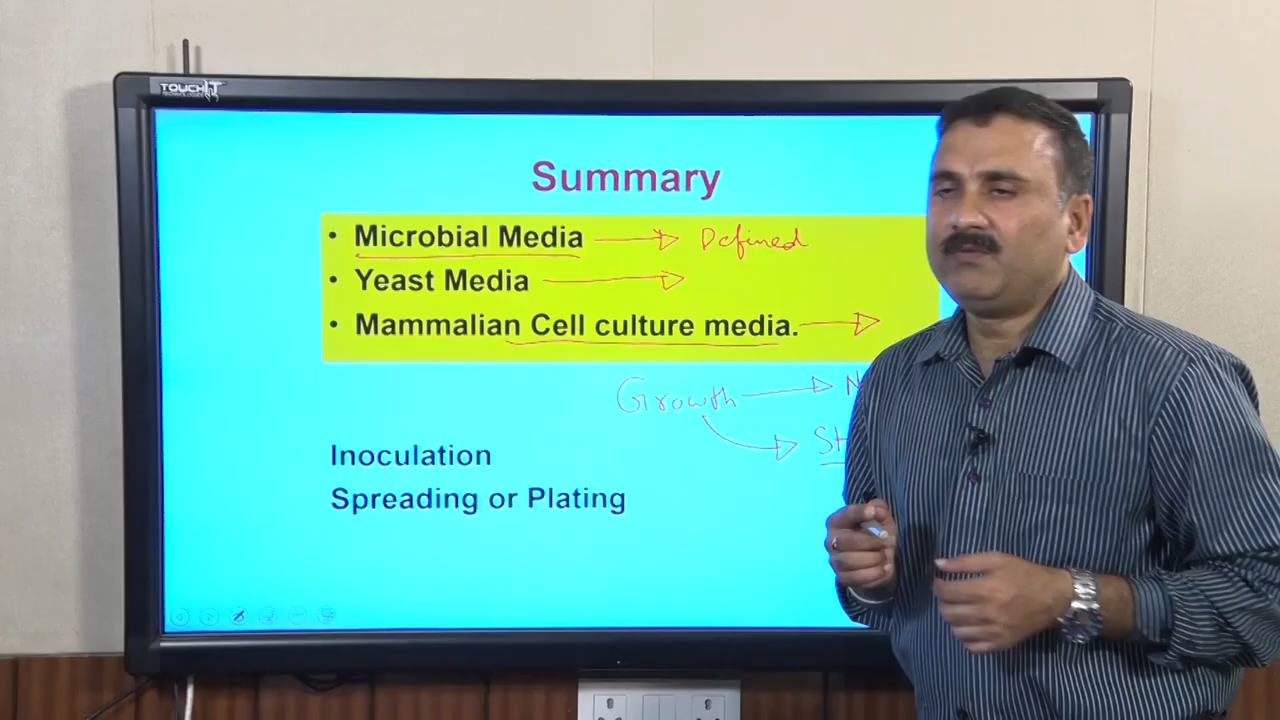 TOUCHIT
Summary
• Microbial Media → Defined
• Yeast Media →
• Mammalian Cell culture media. →
Growth →
Inoculation
Spreading or Plating